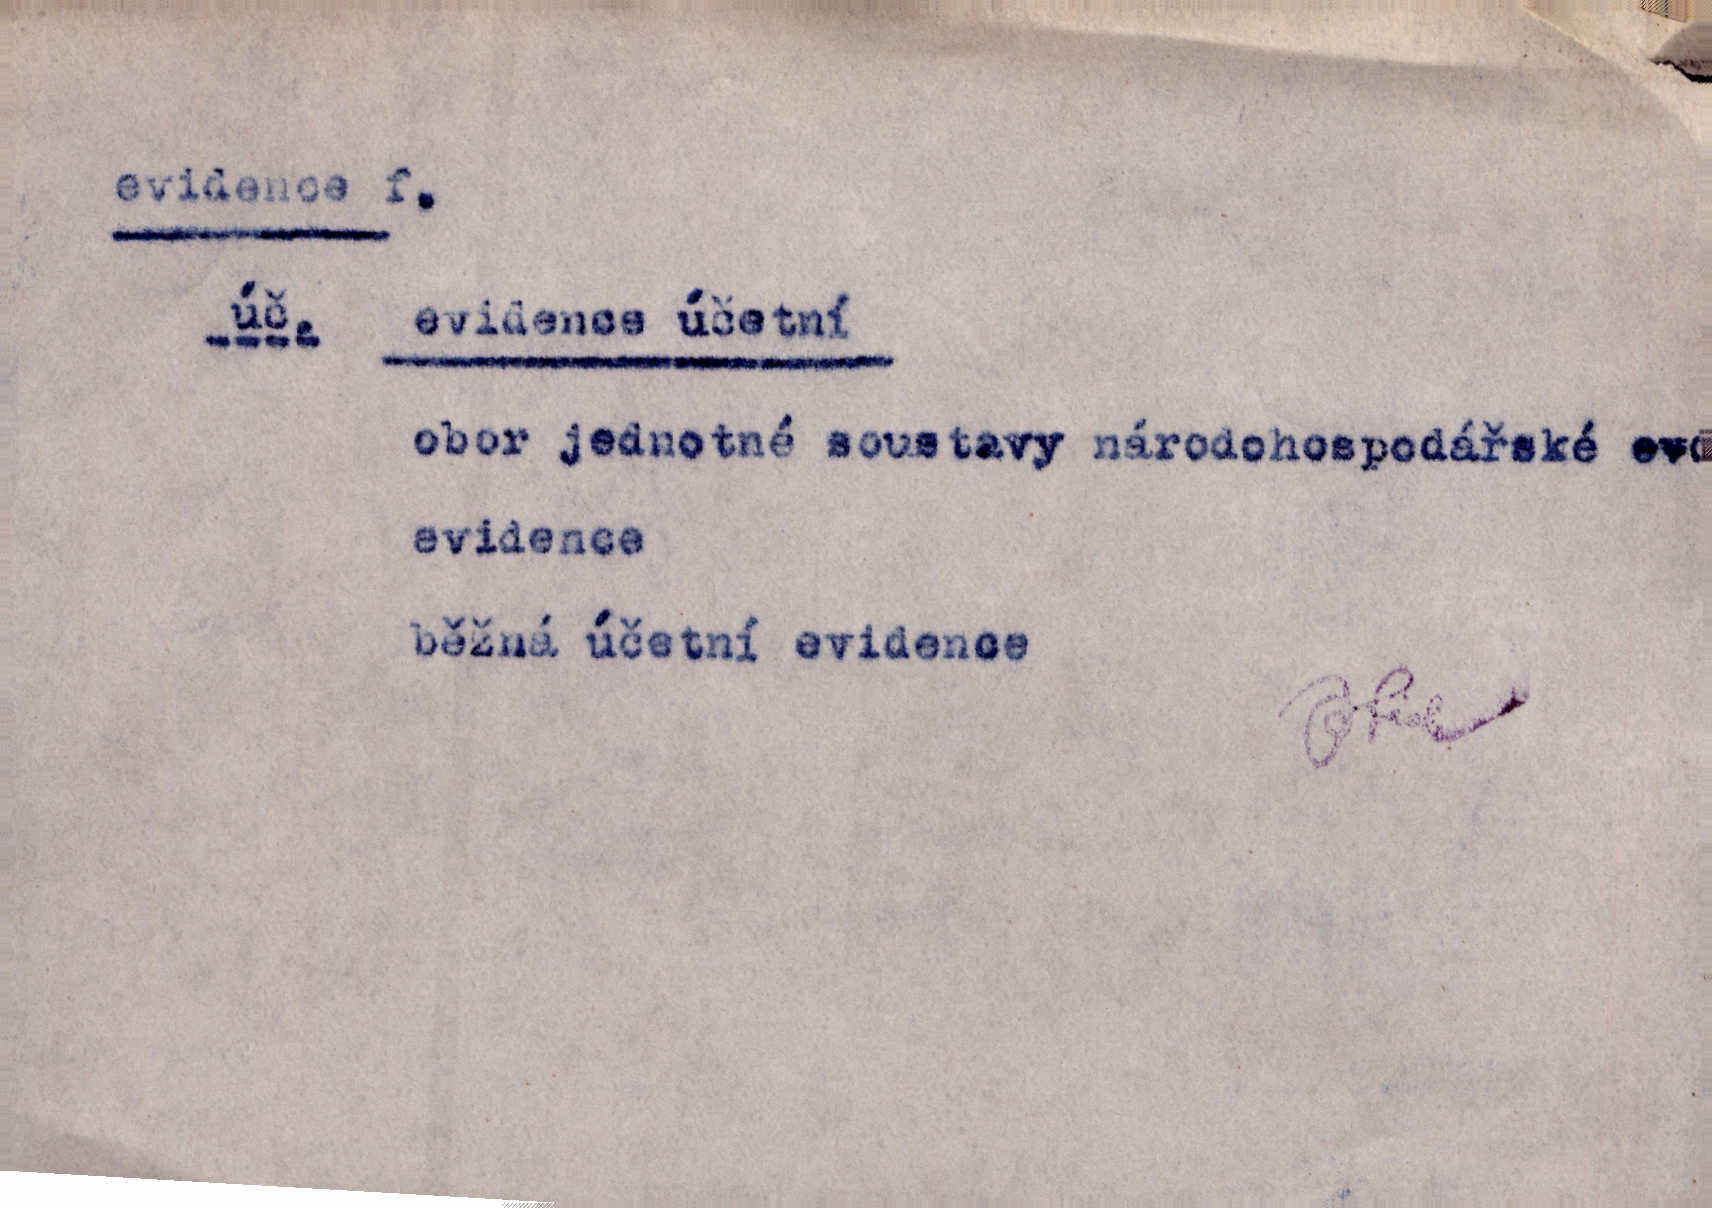 evidence f.
úč. evidence účetní
obor jednotné soustavy národohospodářské
evidence
běžná účetní evidence